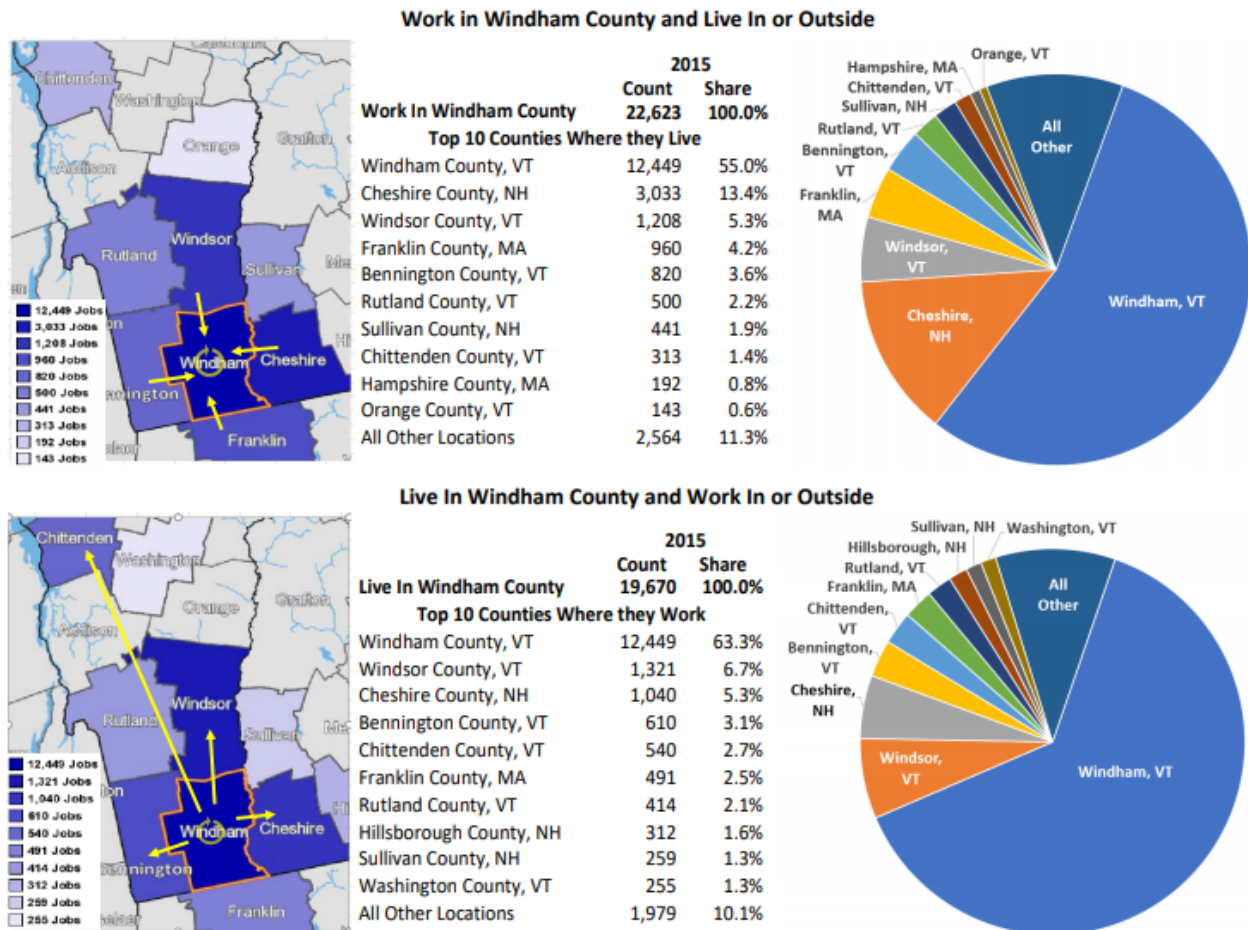 Work in Windham County and Live In or Outside
Chittenden
Washington
Orange
Grafton
Addison
Windsor
Rutland
Sullivan
Windham
Cheshire
Franklin
12,449 Jobs
3,033 Jobs
1,208 Jobs
960 Jobs
820 Jobs
500 Jobs
441 Jobs
313 Jobs
192 Jobs
143 Jobs
2015
Count Share
Work In Windham County 22,623 100.0%
Top 10 Counties Where they Live
Windham County, VT 12,449 55.0%
Cheshire County, NH 3,033 13.4%
Windsor County, VT 1,208 5.3%
Franklin County, MA 960 4.2%
Bennington County, VT 820 3.6%
Rutland County, VT 500 2.2%
Sullivan County, NH 441 1.9%
Chittenden County, VT 313 1.4%
Hampshire County, MA 192 0.8%
Orange County, VT 143 0.6%
All Other Locations 2,564 11.3%
Orange, VT
Hampshire, MA
Chittenden, VT
Sullivan, NH
Rutland, VT
Bennington,
VT
Franklin,
MA
Windsor,
VT
Cheshire,
NH
All
Other
Windham, VT
Live In Windham County and Work In or Outside
Chittenden
Washington
Orange
Grafton
Addison
Windsor
Rutland
Sullivan
Windham
Cheshire
Franklin
12,449 Jobs
1,321 Jobs
1,040 Jobs
610 Jobs
540 Jobs
491 Jobs
414 Jobs
312 Jobs
259 Jobs
255 Jobs
2015
Count Share
Live In Windham County 19,670 100.0%
Top 10 Counties Where they Work
Windham County, VT 12,449 63.3%
Windsor County, VT 1,321 6.7%
Cheshire County, NH 1,040 5.3%
Bennington County, VT 610 3.1%
Chittenden County, VT 540 2.7%
Franklin County, MA 491 2.5%
Rutland County, VT 414 2.1%
Hillsborough County, NH 312 1.6%
Sullivan County, NH 259 1.3%
Washington County, VT 255 1.3%
All Other Locations 1,979 10.1%
Sullivan, NH
Washington, VT
Hillsborough, NH
Rutland, VT
Franklin, MA
Chittenden,
VT
Bennington,
VT
Cheshire,
NH
Windsor,
VT
All
Other
Windham, VT